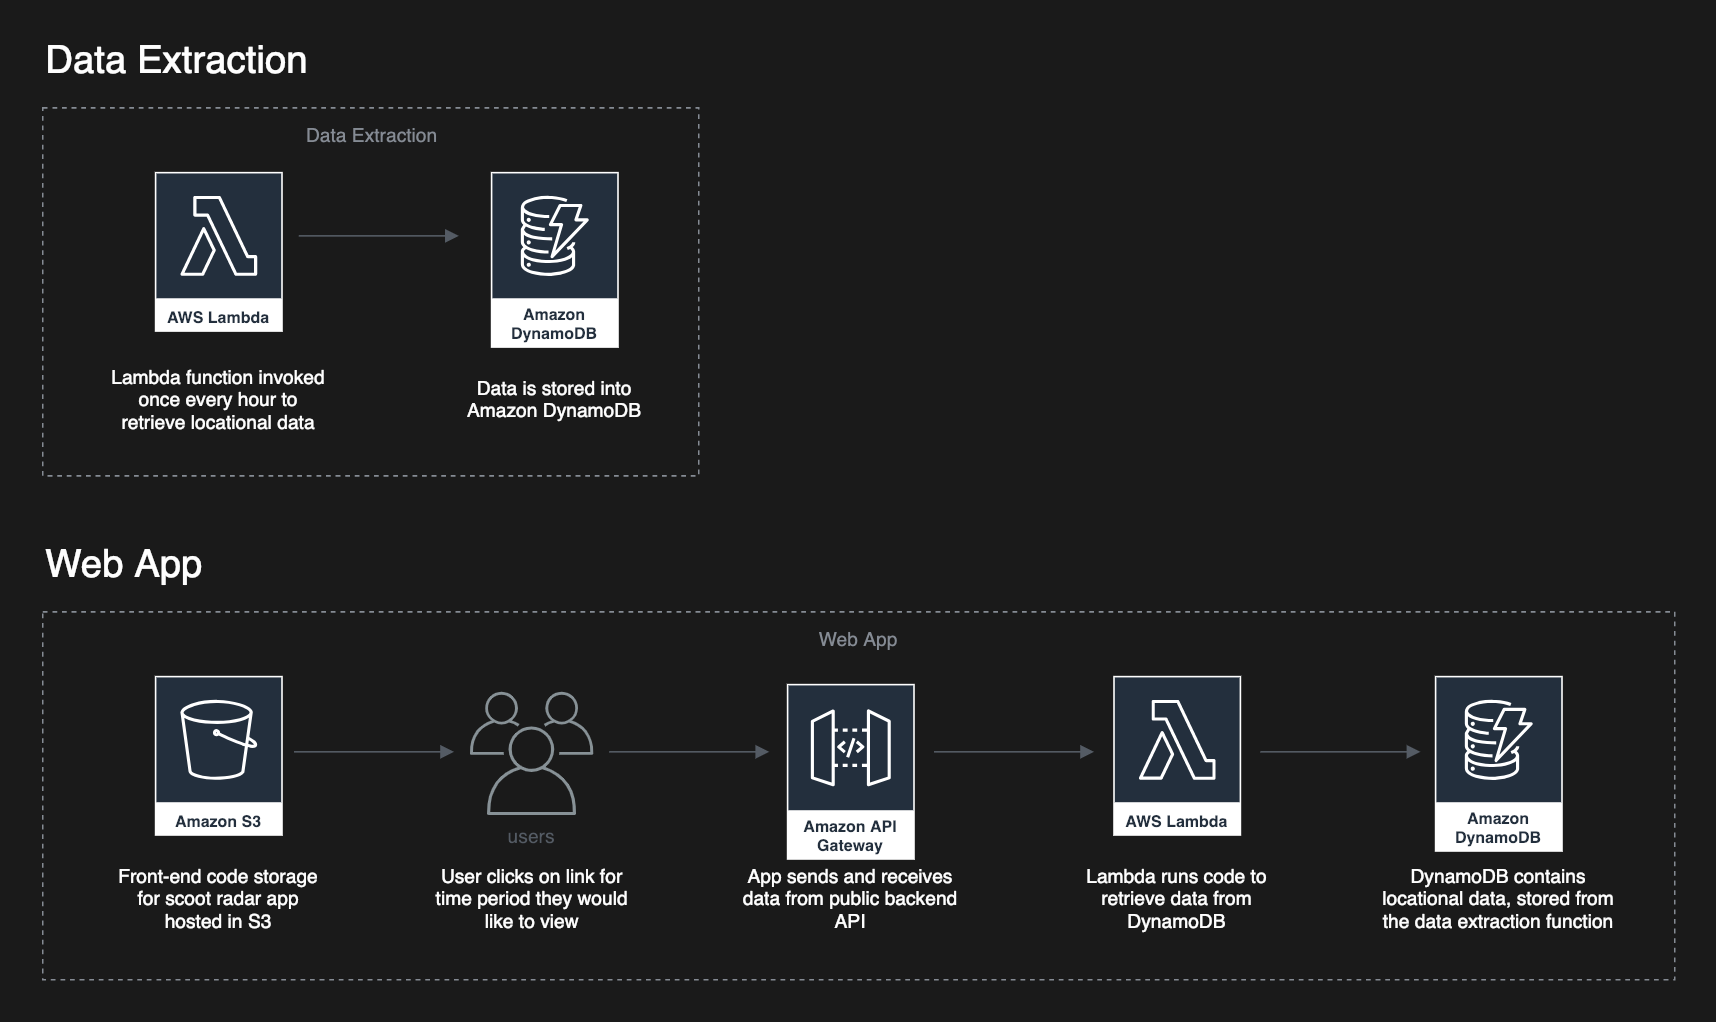 Data Extraction
Data Extraction
AWS Lambda
Amazon
DynamoDB
Lambda function invoked
once every hour to
retrieve locational data
Data is stored into
Amazon DynamoDB
Web App
Web App
Amazon S3
users
Amazon API
Gateway
AWS Lambda
Amazon
DynamoDB
Front-end code storage
for scoot radar app
hosted in S3
User clicks on link for
time period they would
like to view
App sends and receives
data from public backend
API
Lambda runs code to
retrieve data from
DynamoDB
DynamoDB contains
locational data, stored from
the data extraction function